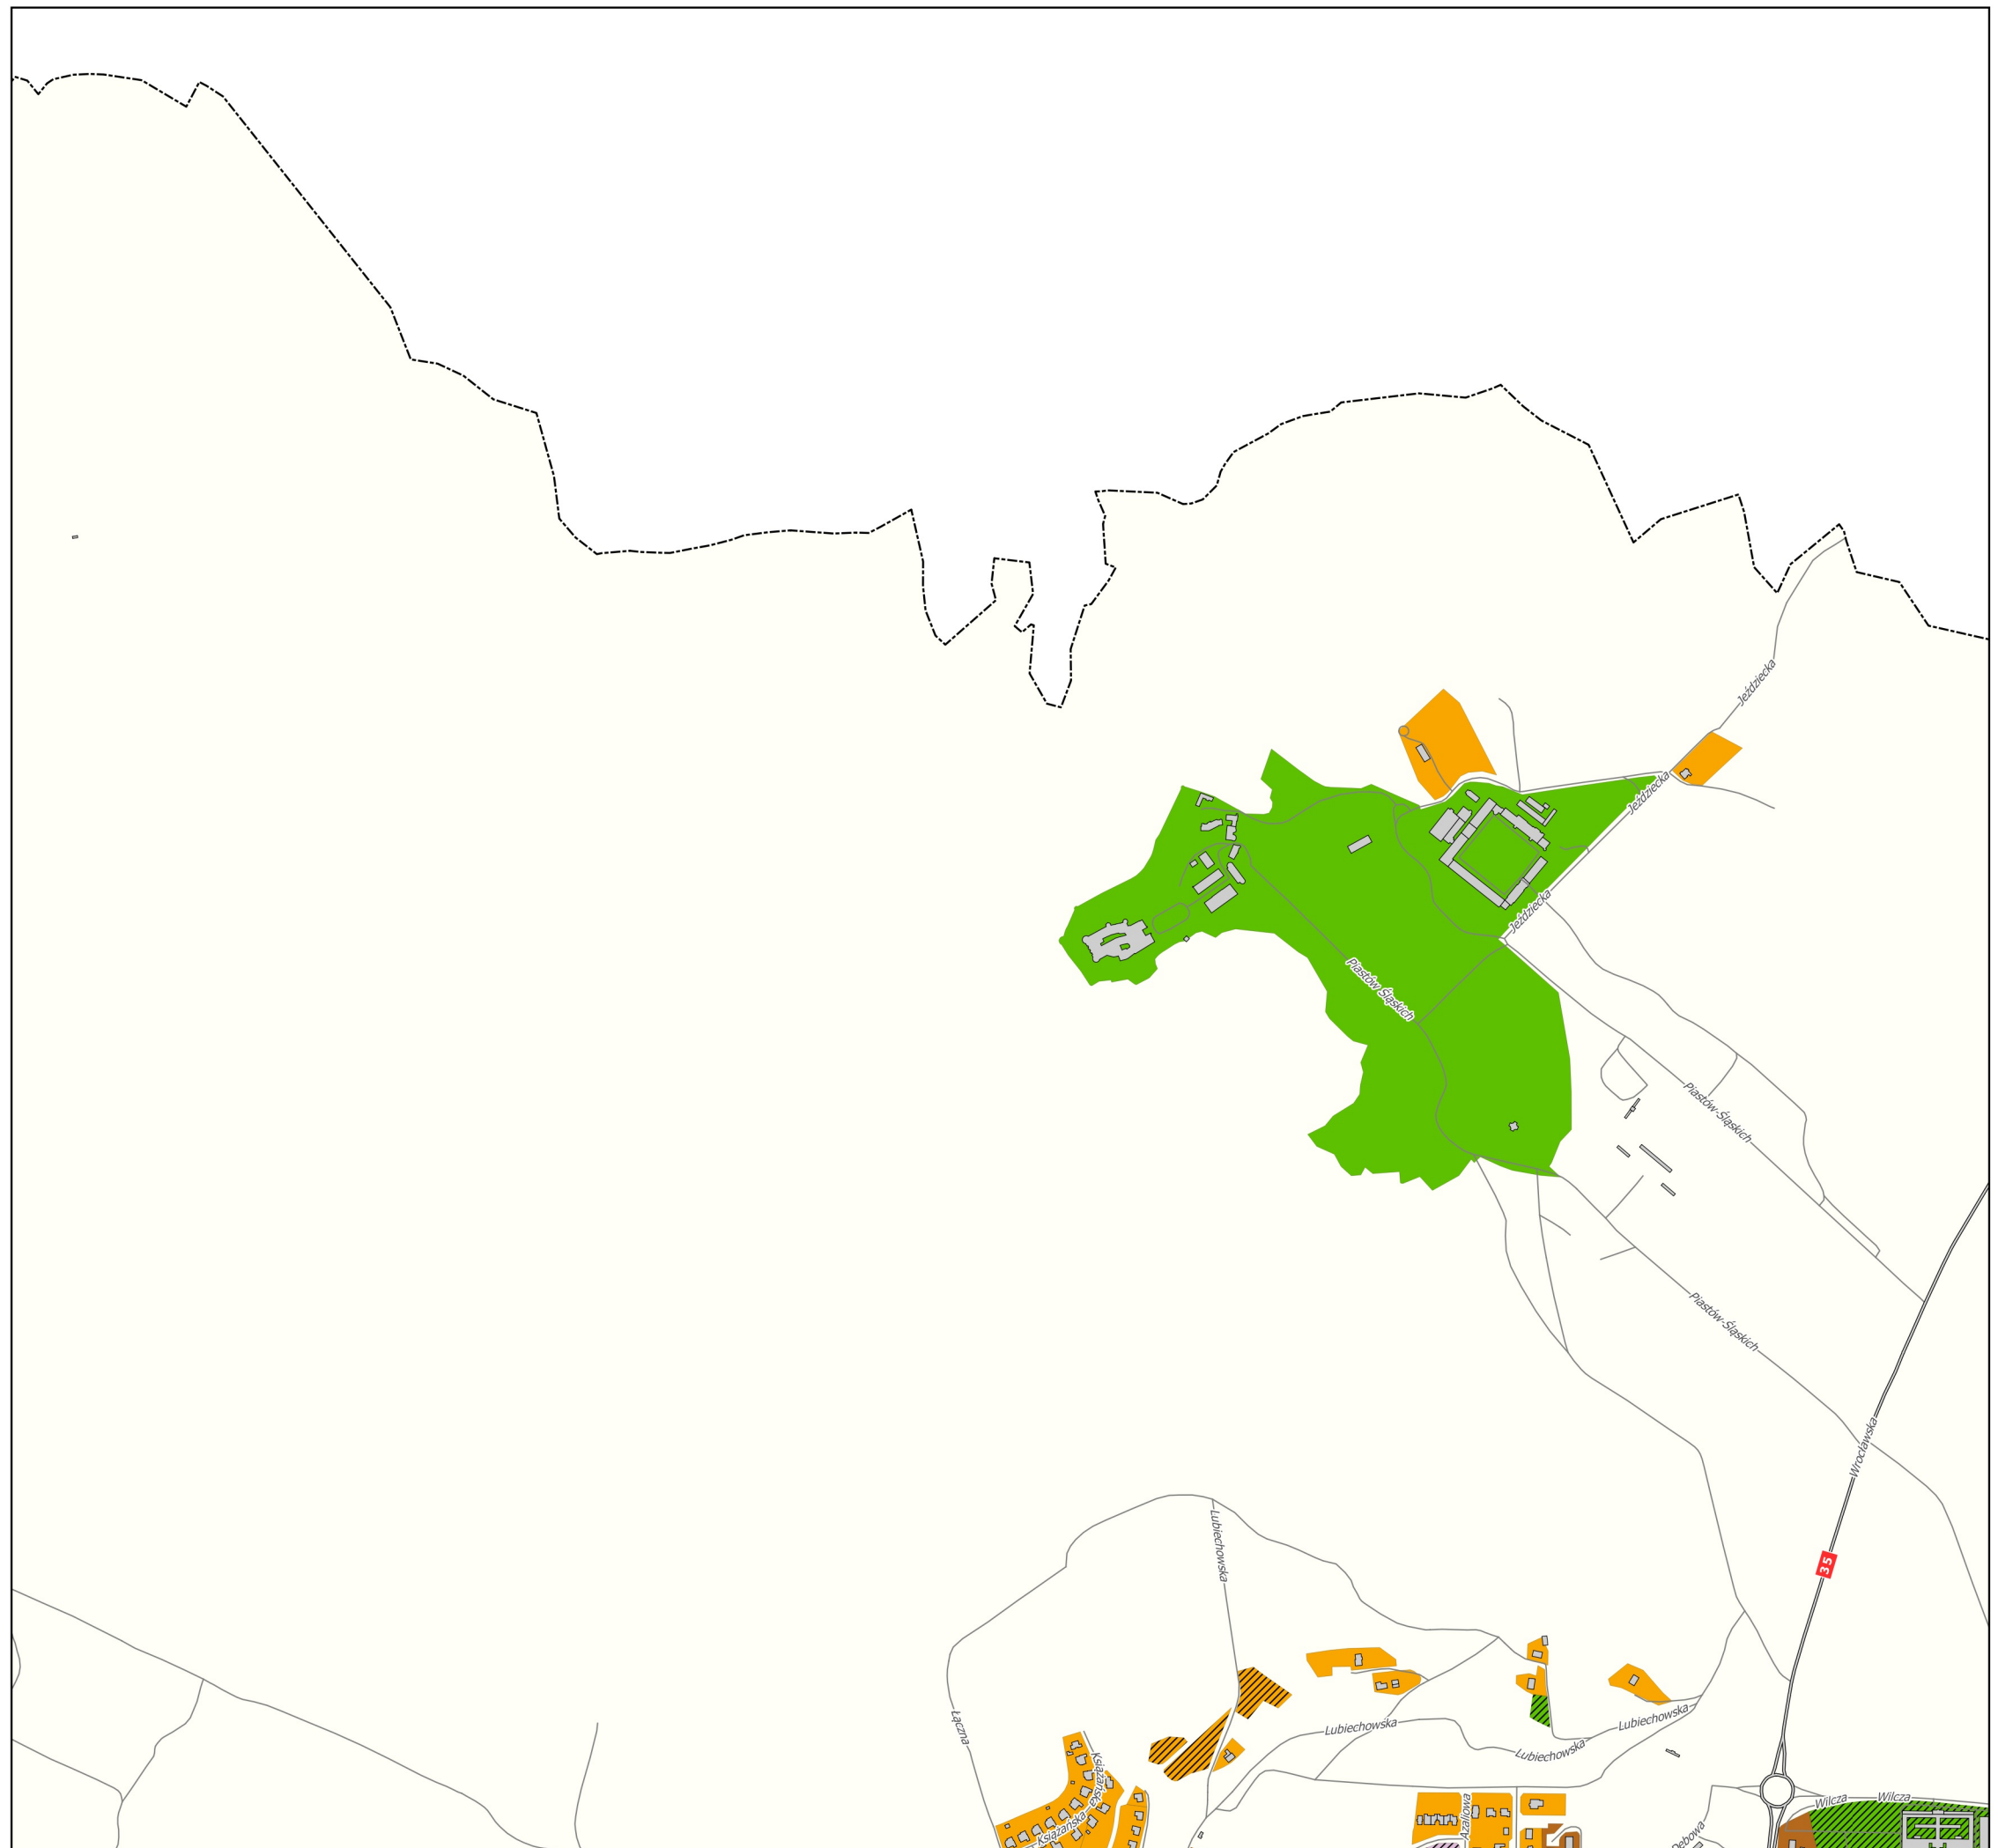 Jeździecka
Jeździecka
Jeździecka
Piastów Śląskich
Piastów-Śląskich
Piastów-Śląskich
Wrocławska
Lubiechowska
35
Łączna
Lubiechowska
Lubiechowska
Lubiechowska
Książańska
Książańska
Azaliowa
Dębowa
Wilcza
Wilcza